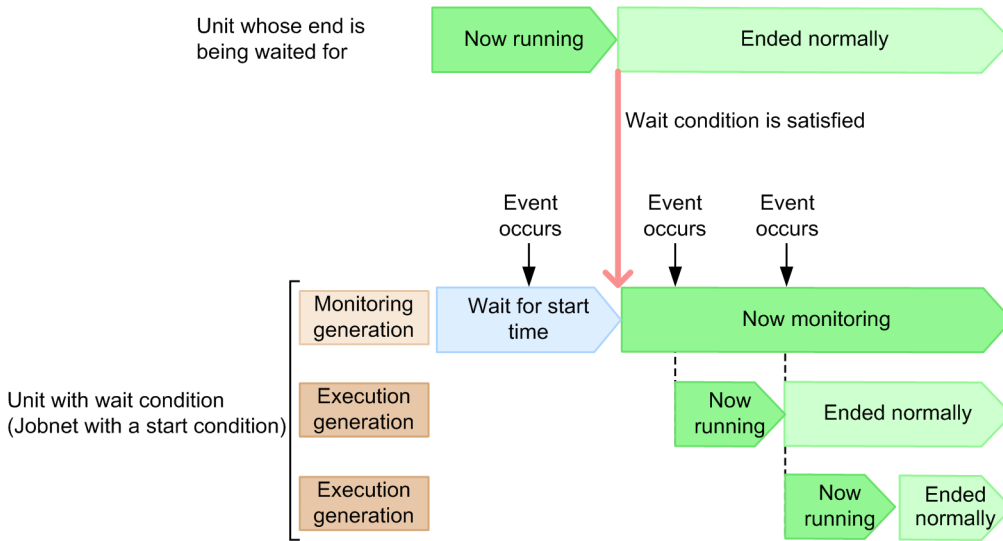 Unit whose end is
being waited for
Now running
Ended normally
Wait condition is satisfied
Event
occurs
Event
occurs
Event
occurs
Monitoring
generation
Wait for start
time
Now monitoring
Unit with wait condition
(Jobnet with a start condition)
Execution
generation
Now
running
Ended normally
Execution
generation
Now
running
Ended
normally